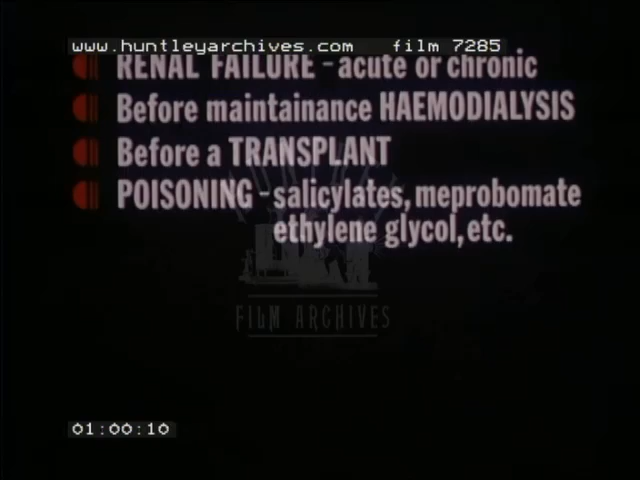 www.huntleyarchives.com film 7285
RENAL FAILURE - acute or chronic
Before maintainance HAEMODIALYSIS
Before a TRANSPLANT
POISONING - salicylates, meprobomate
ethylene glycol, etc.
FILM ARCHIVES
01:00:10